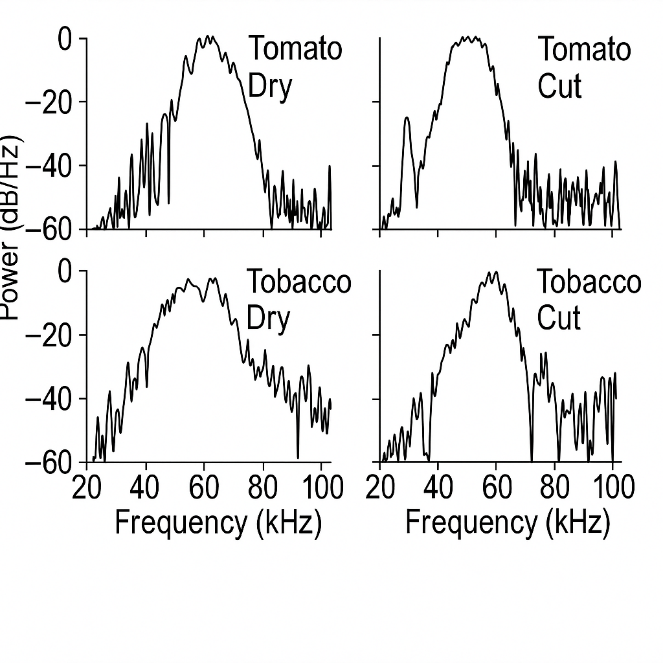 0
−20
−40
−60
Tomato
Dry
Tomato
Cut
Power (dB/Hz)
0
−20
−40
−60
Tobacco
Dry
Tobacco
Cut
20 40 60 80 100
20 40 60 80 100
Frequency (kHz)
Frequency (kHz)